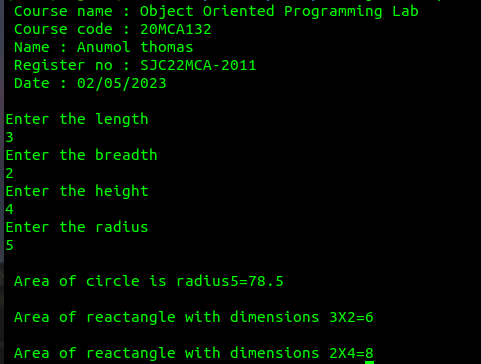 Course name : Object Oriented Programming Lab
Course code : 20MCA132
Name : Anumol thomas
Register no : SJC22MCA-2011
Date : 02/05/2023
Enter the length
3
Enter the breadth
2
Enter the height
4
Enter the radius
5
Area of circle is radius5=78.5
Area of reactangle with dimensions 3X2=6
Area of reactangle with dimensions 2X4=8